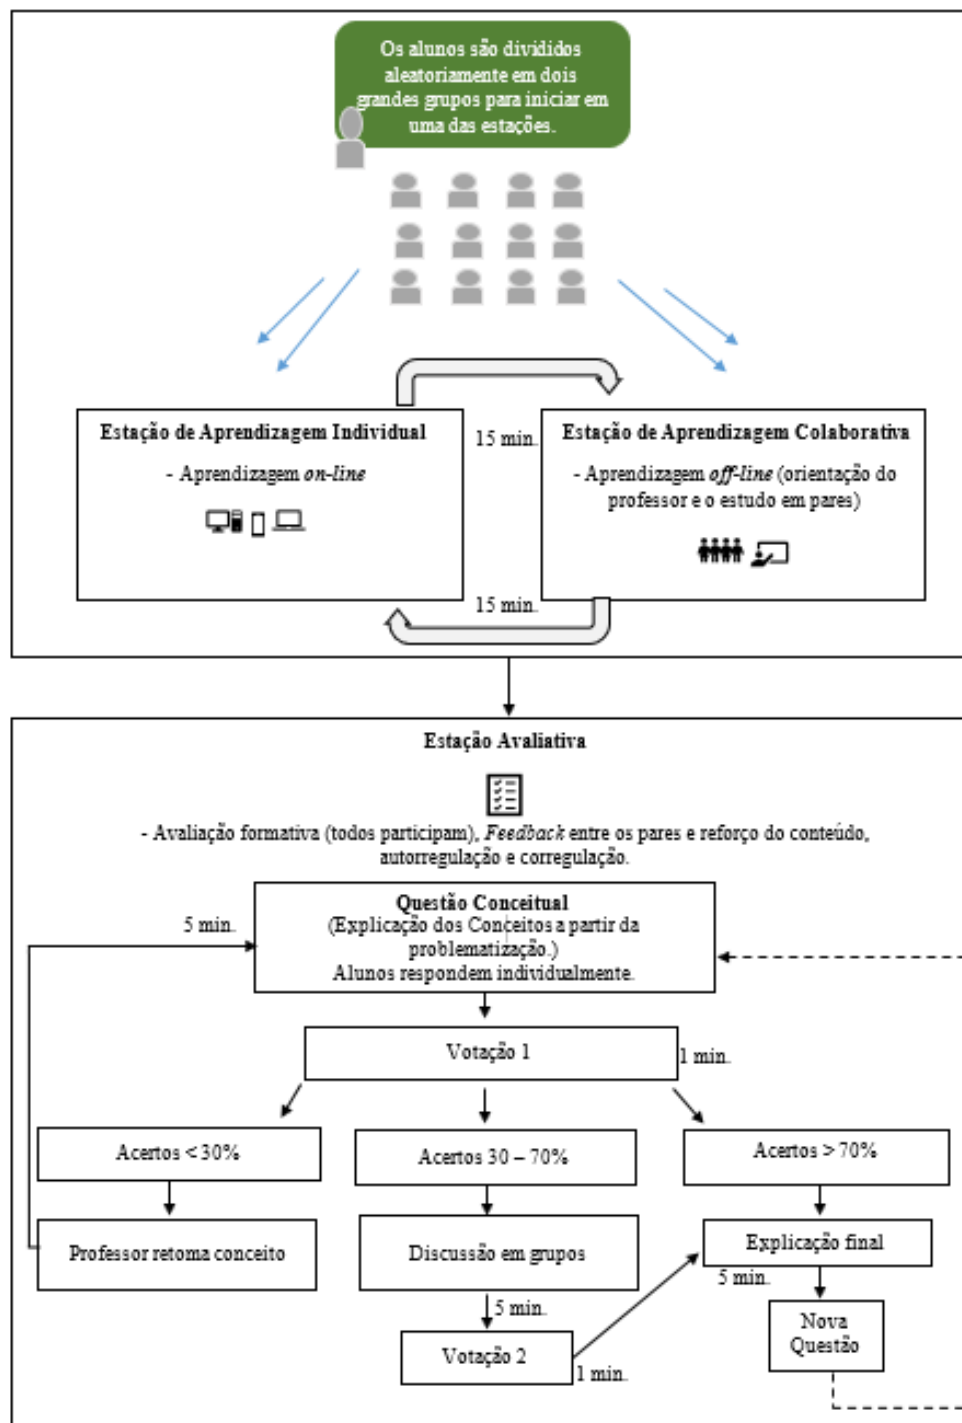 Os alunos são divididos
aleatoriamente em dois
grandes grupos para iniciar em
uma das estações.
Estação de Aprendizagem Individual
- Aprendizagem on-line
15 min.
Estação de Aprendizagem Colaborativa
- Aprendizagem off-line (orientação do
professor e o estudo em pares)
15 min.
Estação Avaliativa
- Avaliação formativa (todos participam), Feedback entre os pares e reforço do conteúdo,
autorregulação e corregulação.
5 min.
Questão Conceitual
(Explicação dos Conceitos a partir da
problematização.)
Alunos respondem individualmente.
Votação 1
1 min.
Acertos < 30%
Acertos 30 – 70%
Acertos > 70%
Professor retoma conceito
Discussão em grupos
Explicação final
5 min.
5 min.
Nova
Questão
Votação 2
1 min.